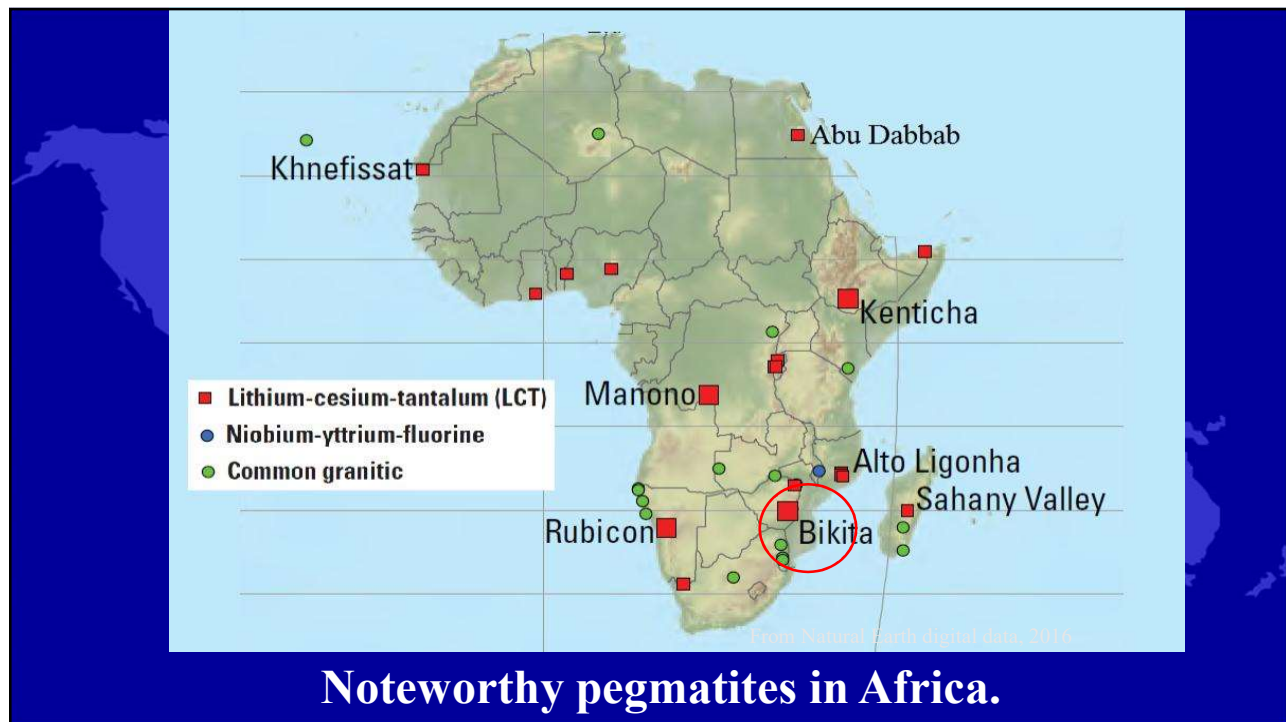 Abu Dabbab
Khnefissat
Kenticha
Manono
Lithium-cesium-tantalum (LCT)
Niobium-yttrium-fluorine
Common granitic
Alto Ligonha
Sahany Valley
Rubicon
Bikita
From Natural Earth digital data, 2016
Noteworthy pegmatites in Africa.